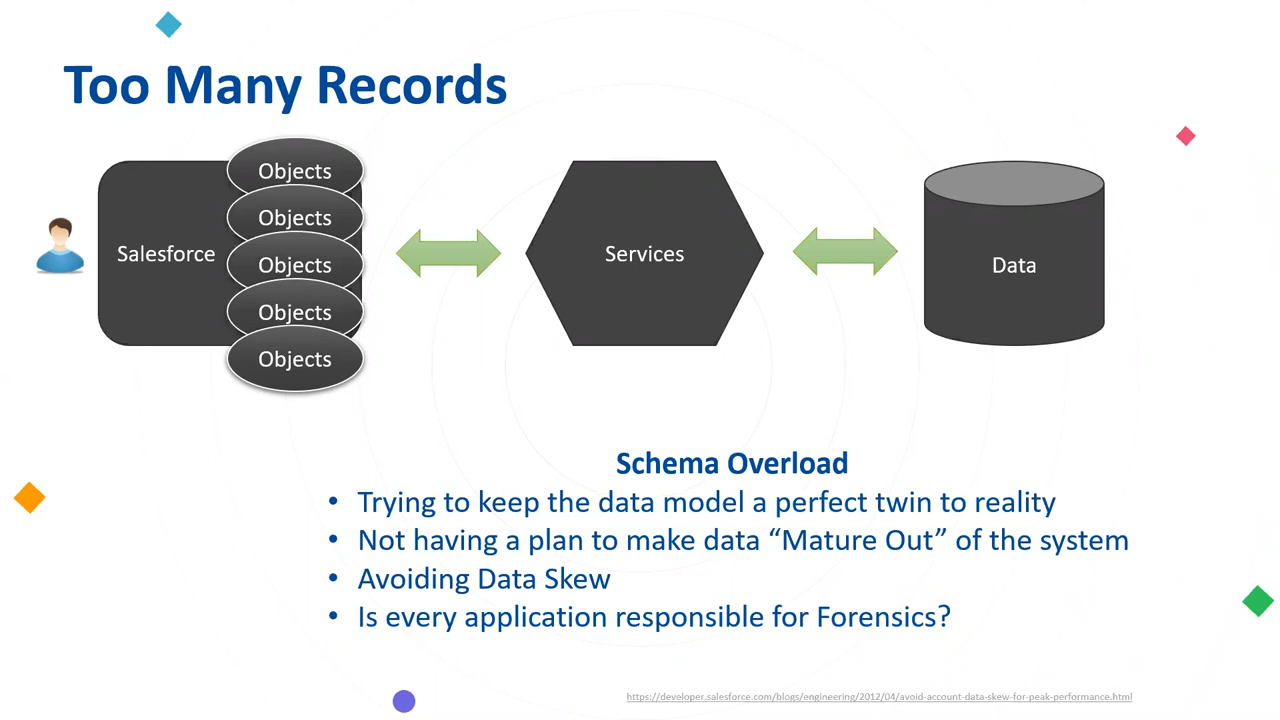 Too Many Records
Objects
Objects
Objects
Objects
Objects
Salesforce
Services
Data
Schema Overload
• Trying to keep the data model a perfect twin to reality
• Not having a plan to make data “Mature Out” of the system
• Avoiding Data Skew
• Is every application responsible for Forensics?
https://developer.salesforce.com/blogs/engineering/2012/04/avoid-account-data-skew-for-peak-performance.html